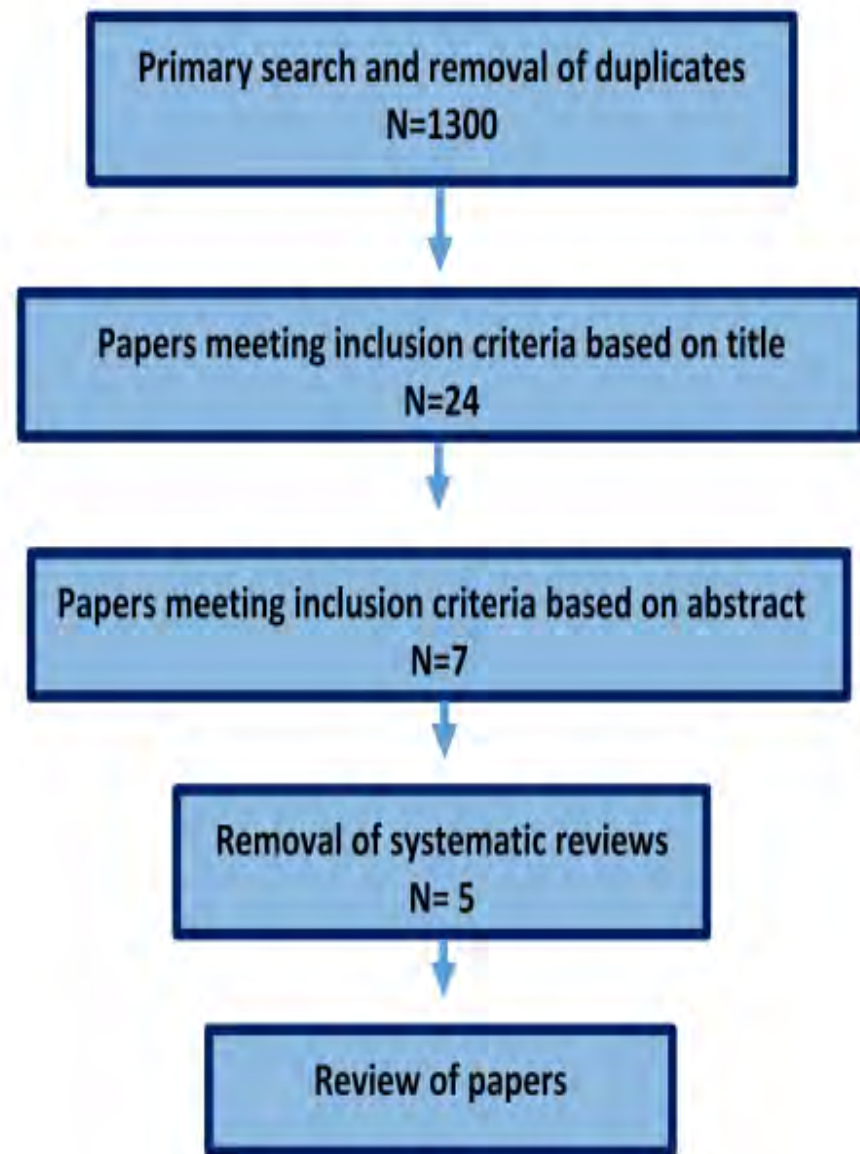 Primary search and removal of duplicates
N=1300
Papers meeting inclusion criteria based on title
N=24
Papers meeting inclusion criteria based on abstract
N=7
Removal of systematic reviews
N= 5
Review of papers